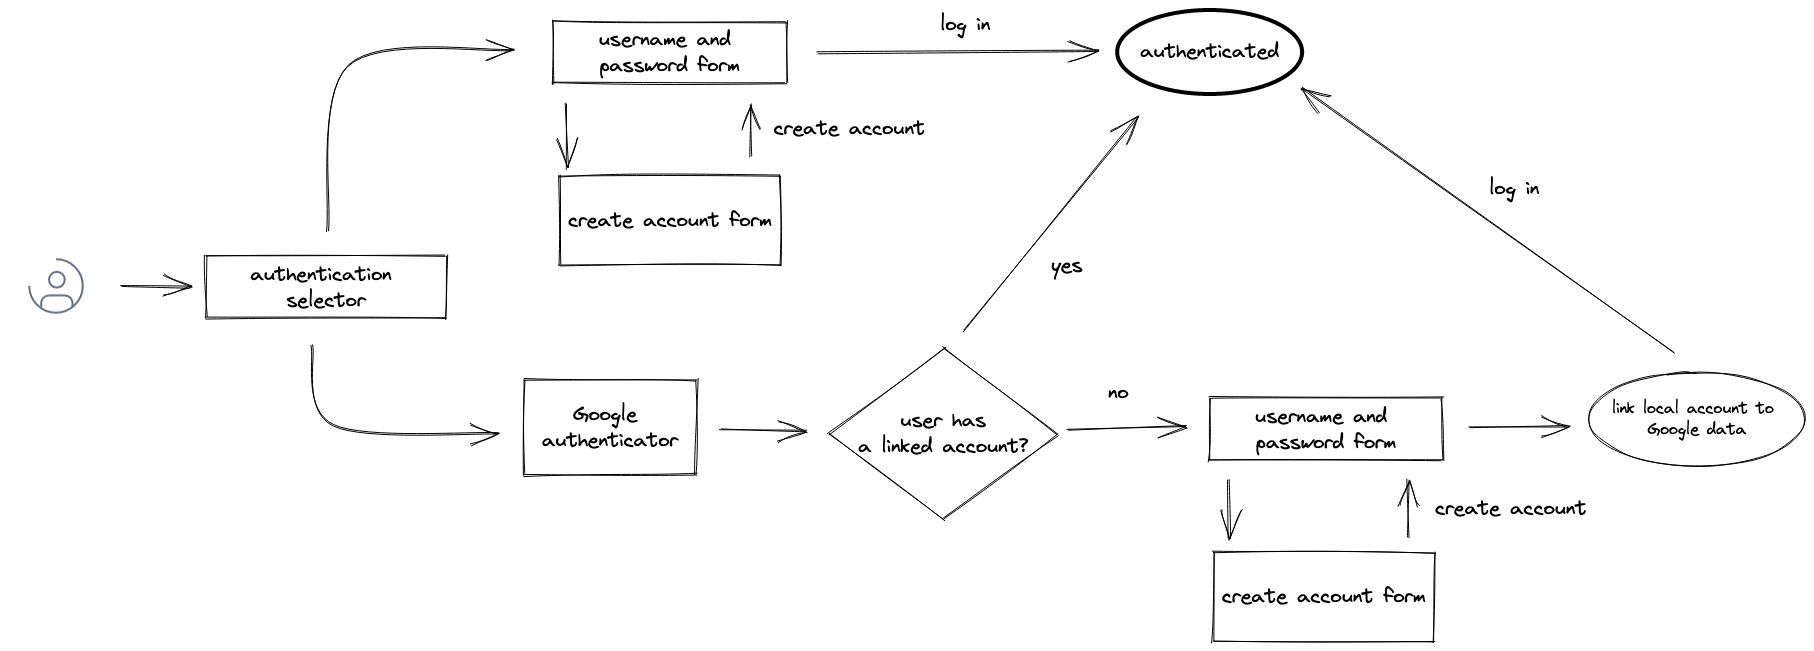 username and
password form
log in
authenticated
create account
create account form
log in
authentication
selector
yes
Google
authenticator
user has
a linked account?
no
username and
password form
link local account to
Google data
create account
create account form